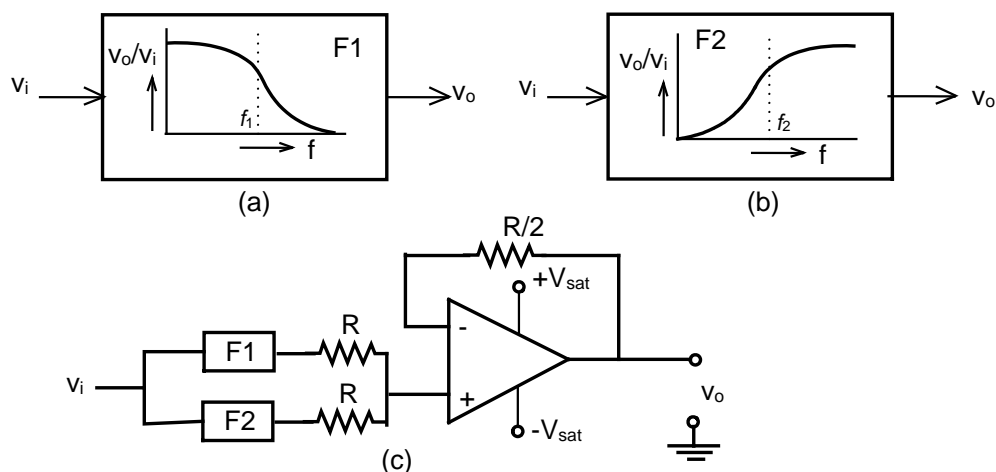 F1
vo/vi
vi
f1
f
vo
(a)
F2
vo/vi
vi
f2
f
vo
(b)
R/2
+Vsat
-
R
F1
vi
R
F2
+
vo
-Vsat
(c)